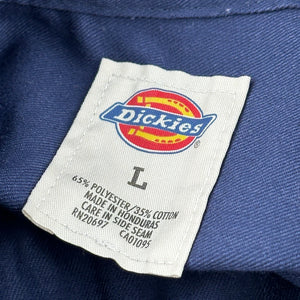 Dickies
®
L
65% POLYESTER/35% COTTON
MADE IN HONDURAS
CARE IN SIDE SEAM
RN20697 CA01095